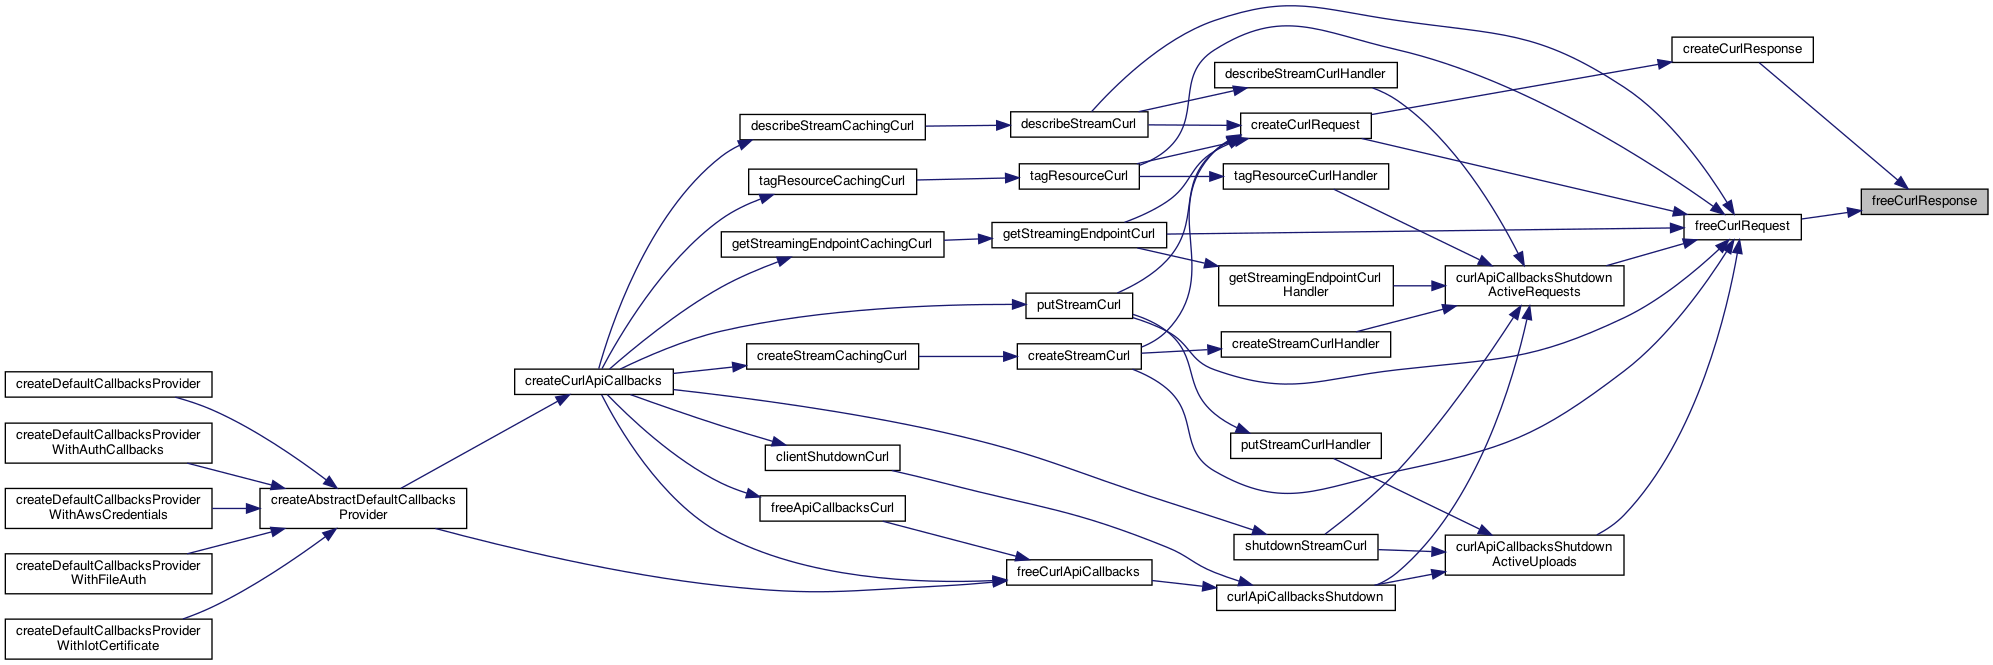 createCurlResponse
describeStreamCurlHandler
describeStreamCachingCurl
describeStreamCurl
createCurlRequest
tagResourceCachingCurl
tagResourceCurl
tagResourceCurlHandler
freeCurlResponse
freeCurlRequest
getStreamingEndpointCachingCurl
getStreamingEndpointCurl
getStreamingEndpointCurl
Handler
curlApiCallbacksShutdown
ActiveRequests
putStreamCurl
createStreamCurlHandler
createStreamCachingCurl
createStreamCurl
createCurlApiCallbacks
createDefaultCallbacksProvider
createDefaultCallbacksProvider
WithAuthCallbacks
clientShutdownCurl
putStreamCurlHandler
createDefaultCallbacksProvider
WithAwsCredentials
createAbstractDefaultCallbacks
Provider
freeApiCallbacksCurl
shutdownStreamCurl
curlApiCallbacksShutdown
ActiveUploads
createDefaultCallbacksProvider
WithFileAuth
freeCurlApiCallbacks
curlApiCallbacksShutdown
createDefaultCallbacksProvider
WithIotCertificate